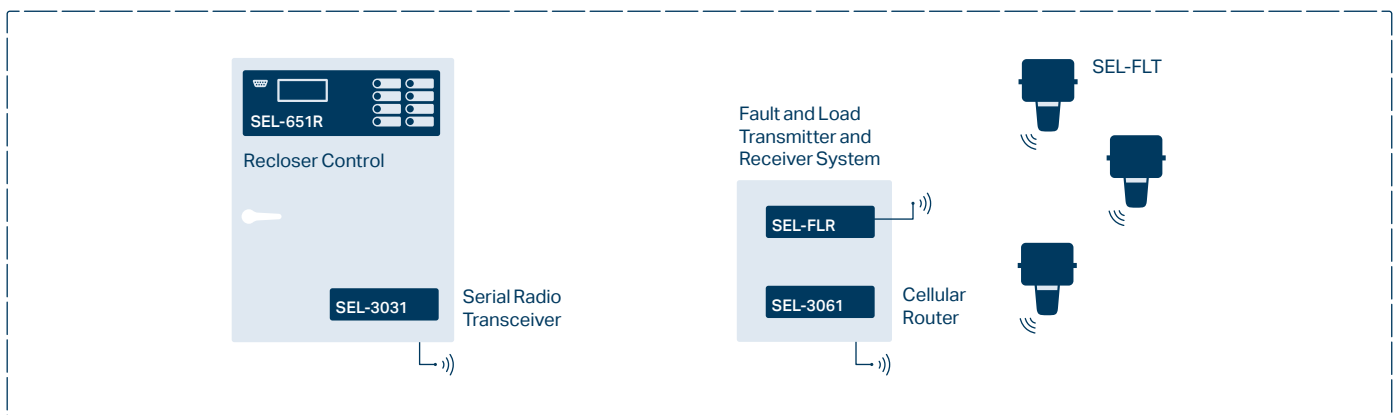 SEL-651R
Recloser Control
SEL-3031
Serial Radio
Transceiver
Fault and Load
Transmitter and
Receiver System
SEL-FLR
SEL-3061
Cellular
Router
SEL-FLT